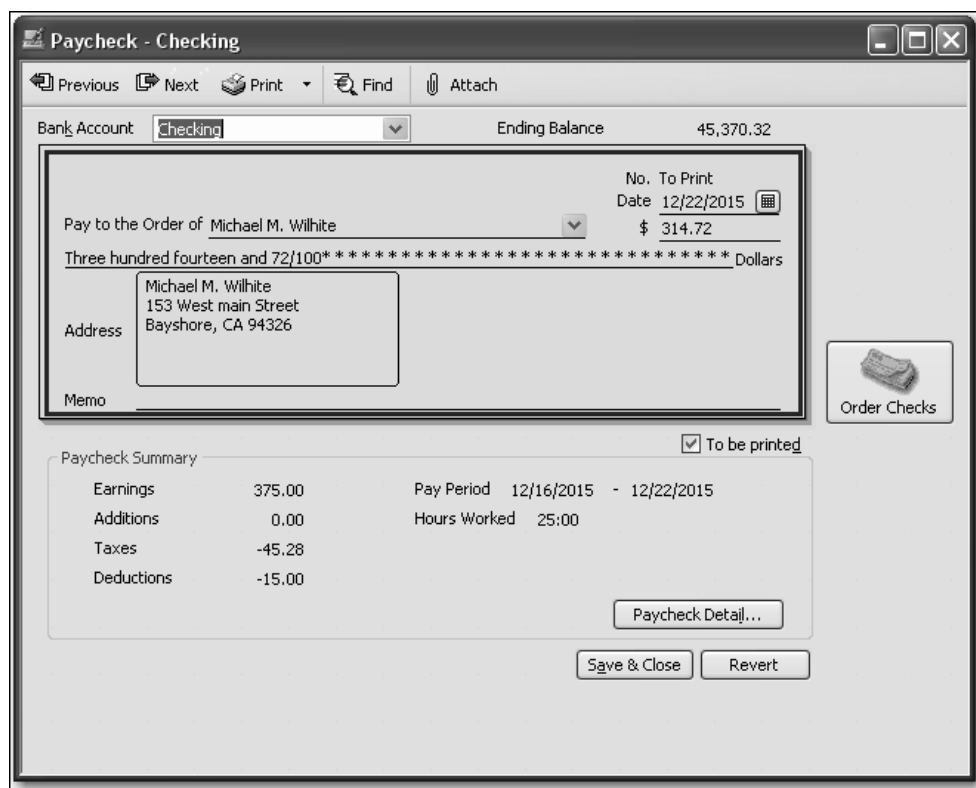 Paycheck - Checking
Previous Next Print Find Attach
Bank Account Checking Ending Balance 45,370.32
No. To Print
Date 12/22/2015
Pay to the Order of Michael M. Wilhite $ 314.72
Three hundred fourteen and 72/100* * * * * * * * * * * * * * * * * * * * * * * * * * * * * * Dollars
Michael M. Wilhite
153 West main Street
Address Bayshore, CA 94326
Memo
Order Checks
To be printed
Paycheck Summary
Earnings 375.00 Pay Period 12/16/2015 - 12/22/2015
Additions 0.00 Hours Worked 25:00
Taxes -45.28
Deductions -15.00
Paycheck Detail...
Save & Close Revert